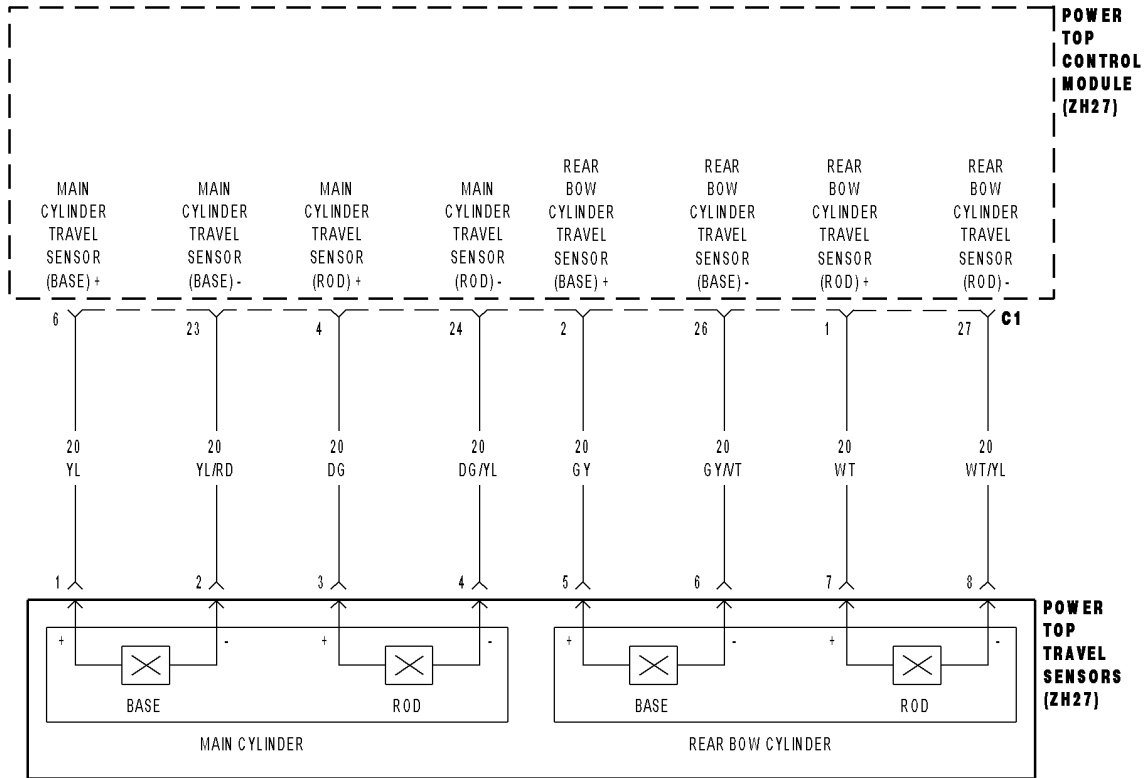 POWER
TOP
CONTROL
MODULE
(ZH27)
MAIN
CYLINDER
TRAVEL
SENSOR
(BASE) +
MAIN
CYLINDER
TRAVEL
SENSOR
(BASE) -
MAIN
CYLINDER
TRAVEL
SENSOR
(ROD) +
MAIN
CYLINDER
TRAVEL
SENSOR
(ROD) -
REAR
BOW
CYLINDER
TRAVEL
SENSOR
(BASE) +
REAR
BOW
CYLINDER
TRAVEL
SENSOR
(BASE) -
REAR
BOW
CYLINDER
TRAVEL
SENSOR
(ROD) +
REAR
BOW
CYLINDER
TRAVEL
SENSOR
(ROD) -
6 23 4 24 2 26 1 27 C1
20 20 20 20 20 20 20 20
YL YL/RD DG DG/YL GY GY/VT WT WT/YL
1 2 3 4 5 6 7 8
POWER
TOP
TRAVEL
SENSORS
(ZH27)
+ - + - + - + -
BASE ROD BASE ROD
MAIN CYLINDER REAR BOW CYLINDER